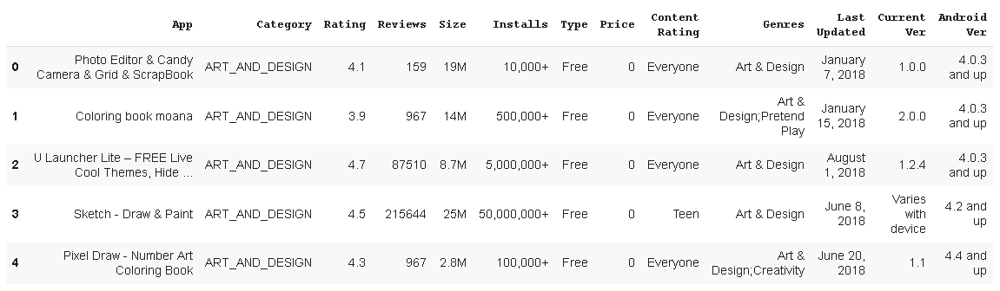 App Category Rating Reviews Size Installs Type Price Content Rating Genres Last Updated Current Ver Android Ver
0 Photo Editor & Candy Camera & Grid & ScrapBook ART_AND_DESIGN 4.1 159 19M 10,000+ Free 0 Everyone Art & Design January 7, 2018 1.0.0 4.0.3 and up
1 Coloring book moana ART_AND_DESIGN 3.9 967 14M 500,000+ Free 0 Everyone Art & Design;Pretend Play January 15, 2018 2.0.0 4.0.3 and up
2 U Launcher Lite – FREE Live Cool Themes, Hide ... ART_AND_DESIGN 4.7 87510 8.7M 5,000,000+ Free 0 Everyone Art & Design August 1, 2018 1.2.4 4.0.3 and up
3 Sketch - Draw & Paint ART_AND_DESIGN 4.5 215644 25M 50,000,000+ Free 0 Teen Art & Design June 8, 2018 Varies with device 4.2 and up
4 Pixel Draw - Number Art Coloring Book ART_AND_DESIGN 4.3 967 2.8M 100,000+ Free 0 Everyone Art & Design;Creativity June 20, 2018 1.1 4.4 and up